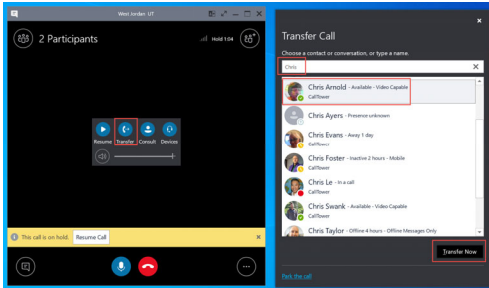 West Jordan UT
2 Participants
Hold 1:04
Resume
Transfer
Consult
Devices
This call is on hold.
Resume Call
Transfer Call
Choose a contact or conversation, or type a name.
Chris
Chris Arnold - Available - Video Capable
CallTower
Chris Ayers - Presence unknown
Chris Evans - Away 1 day
CallTower
Chris Foster - Inactive 2 hours - Mobile
CallTower
Chris Le - In a call
CallTower
Chris Swank - Available - Video Capable
CallTower
Chris Taylor - Offline 4 hours - Offline Messages Only
Transfer Now
Park the call